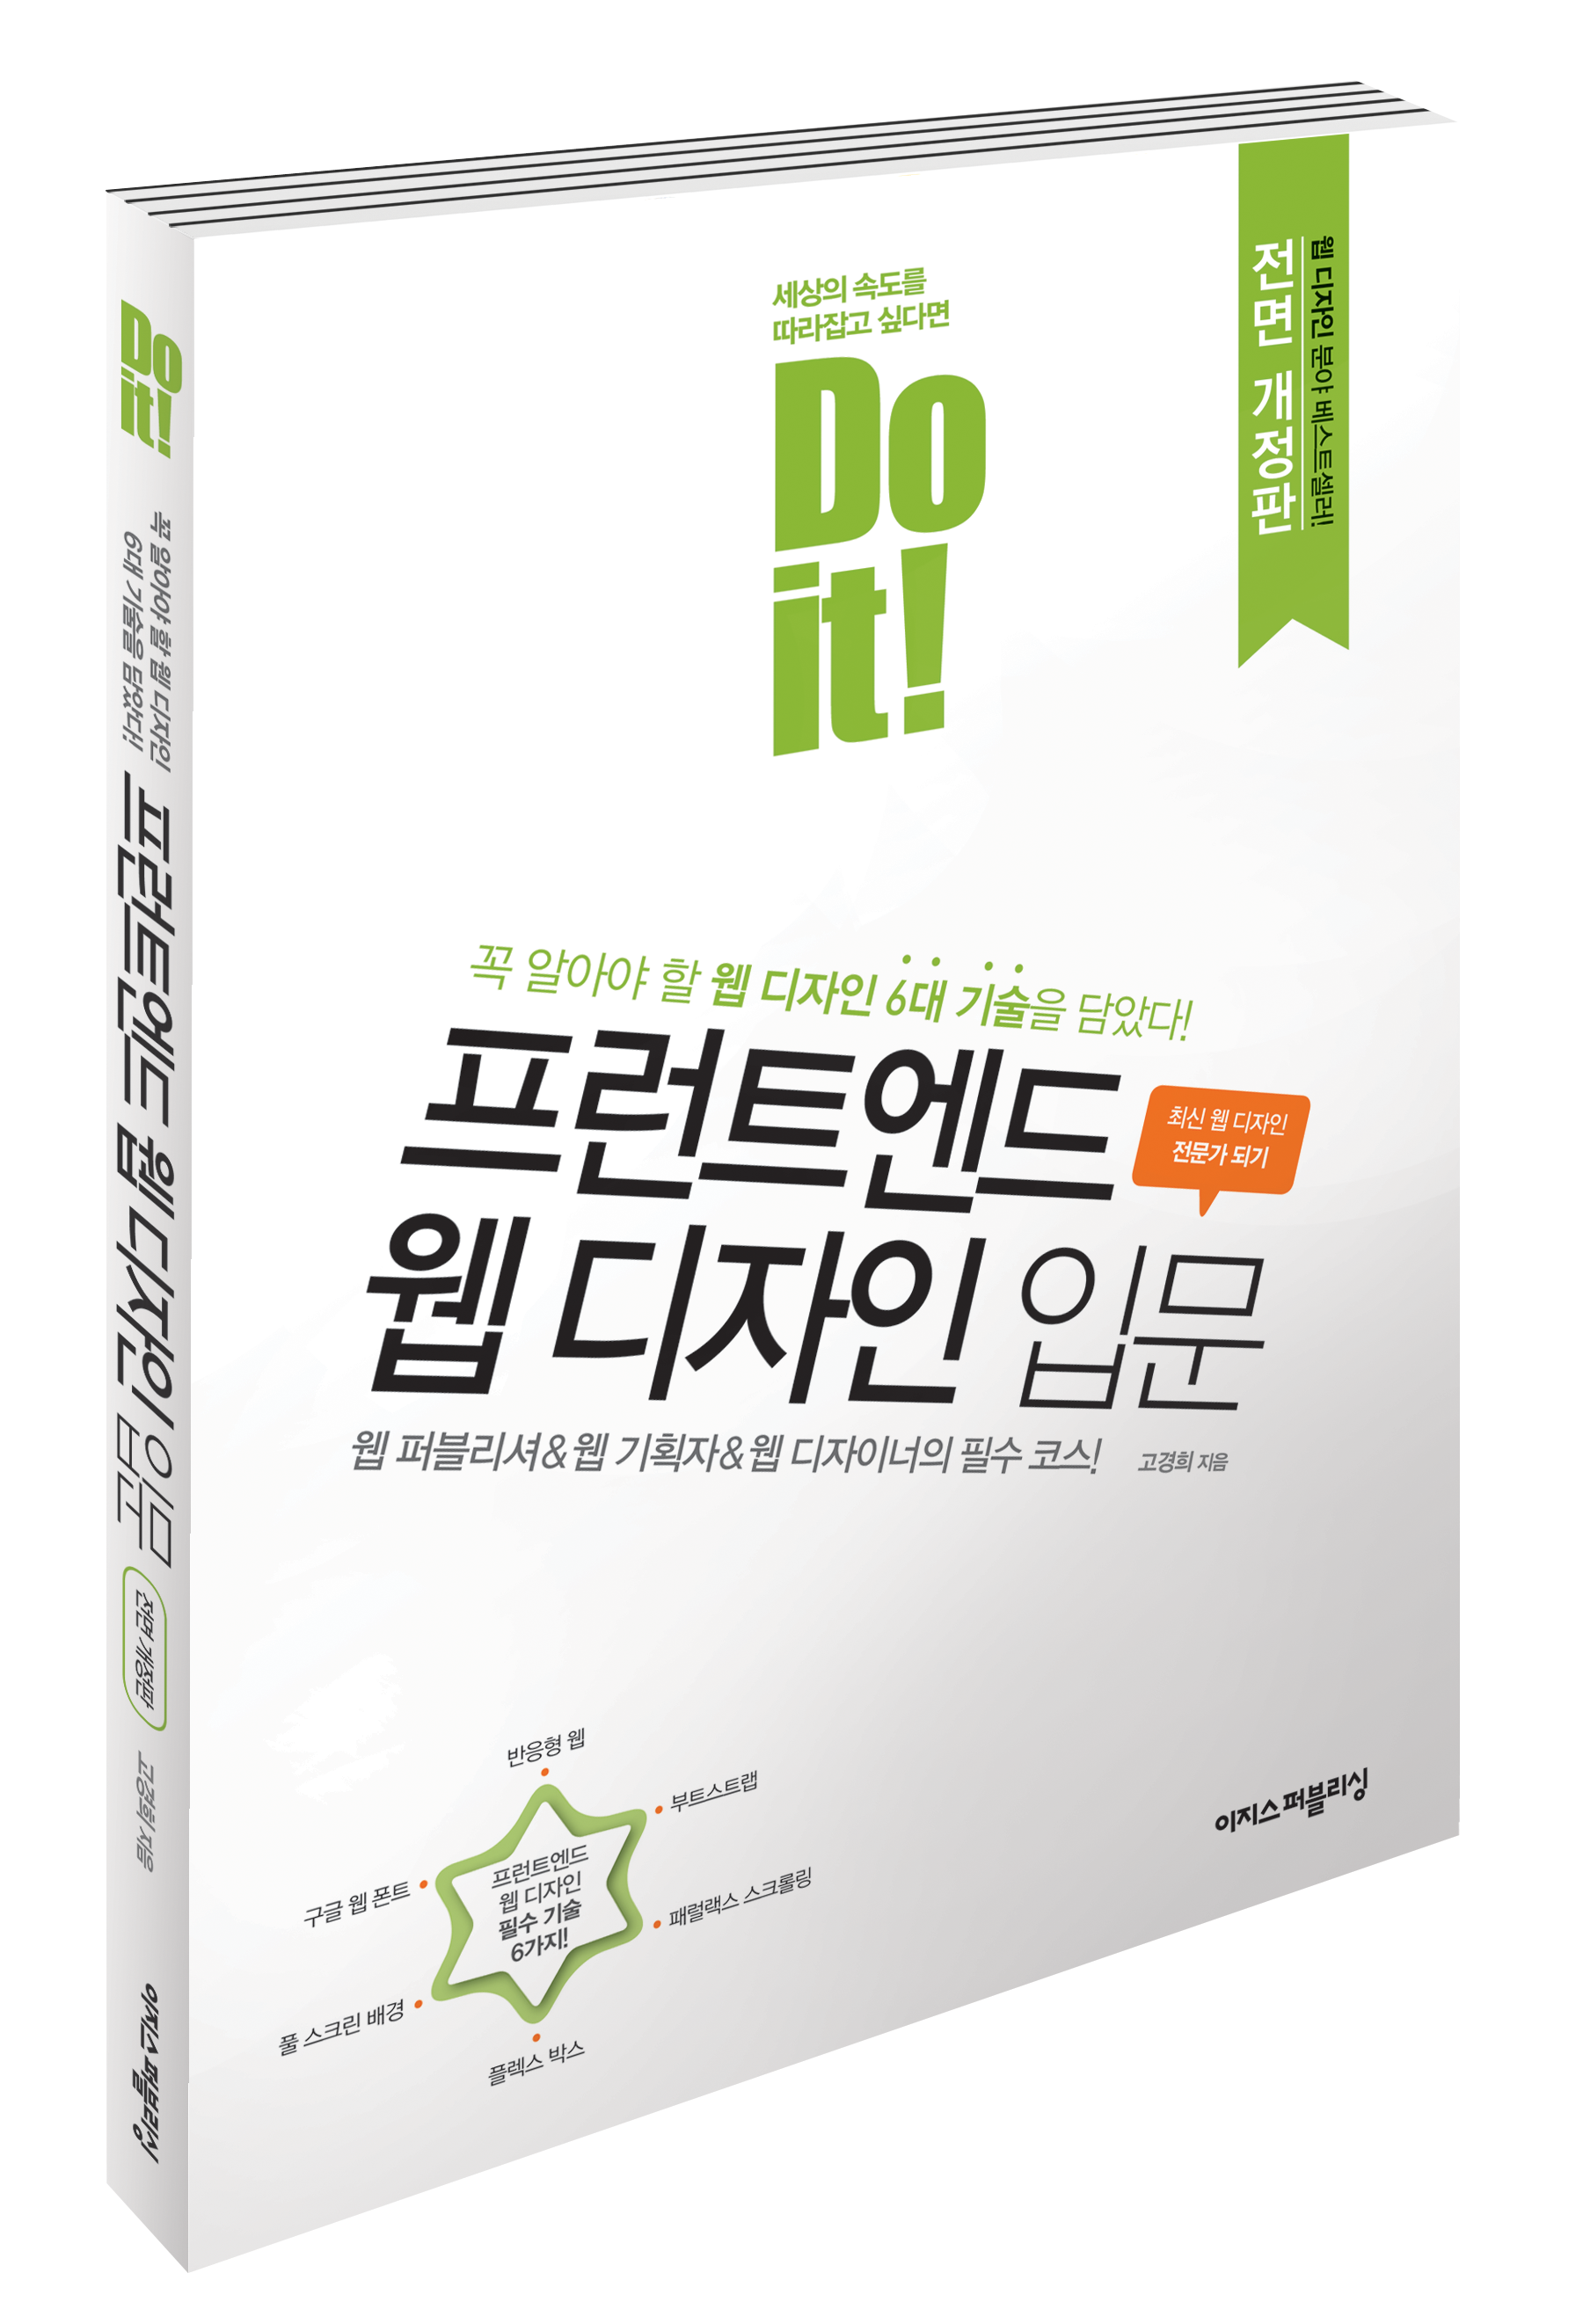 세상의 속도를
따라잡고 싶다면
Do
it!
웹 디자인 분야 베스트셀러!
전면 개정판
꼭 알아야 할 웹 디자인 6대 기술을 담았다!
프런트엔드
최신 웹 디자인
전문가 되기
웹 디자인 입문
웹 퍼블리셔&웹 기획자&웹 디자이너의 필수 코스! 고경희 지음
반응형 웹
부트스트랩
패럴랙스 스크롤링
플렉스 박스
풀 스크린 배경
구글 웹 폰트
프런트엔드
웹 디자인
필수 기술
6가지!
이지스퍼블리싱
Do
it!
꼭 알아야 할 웹 디자인
6대 기술을 담았다!
프런트엔드 웹 디자인 입문
전면 개정판
고경희 지음
이지스퍼블리싱